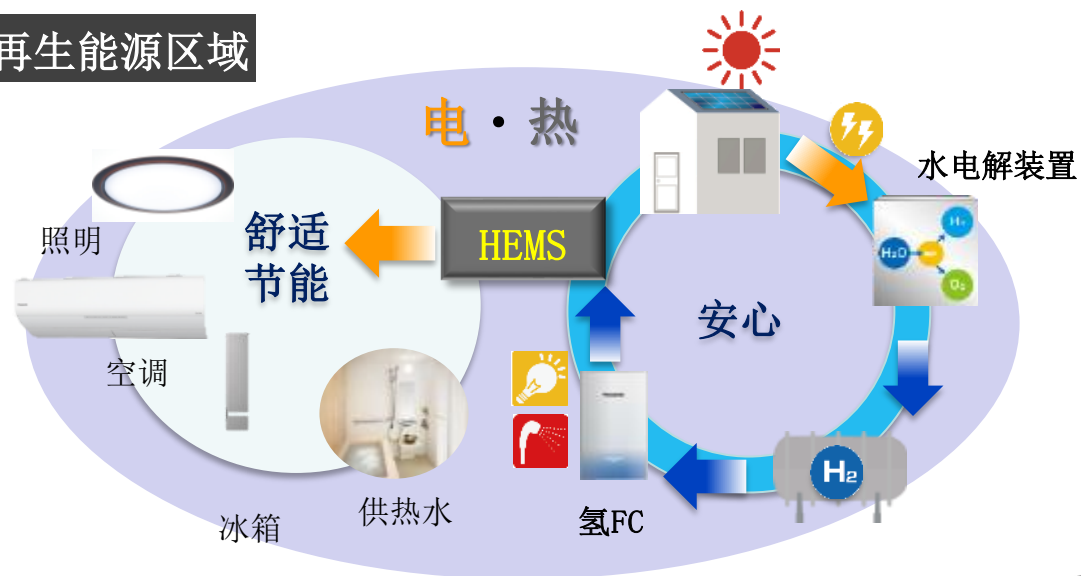 再生能源区域
电·热
水电解装置
照明
舒适
节能
HEMS
H₂O
H₂
O₂
安心
空调
H₂
供热水
氢FC
冰箱